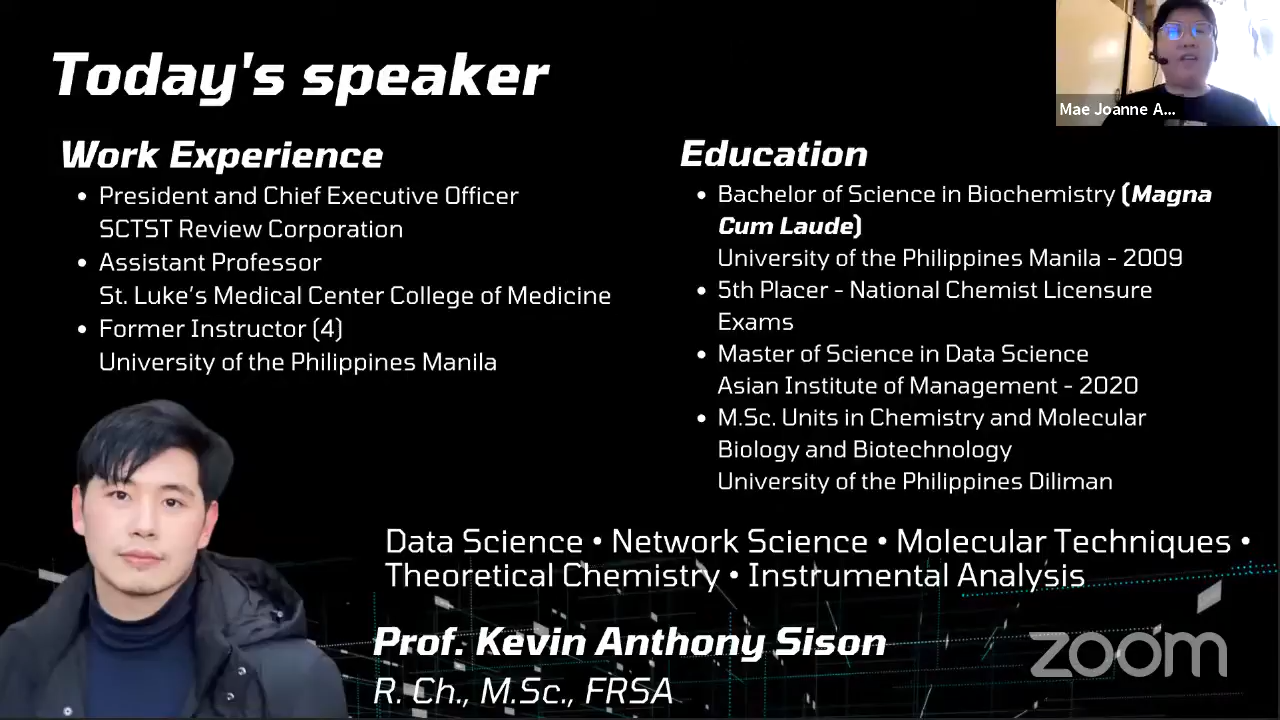 Today's speaker
Mae Joanne A...
Work Experience
• President and Chief Executive Officer
SCTST Review Corporation
• Assistant Professor
St. Luke's Medical Center College of Medicine
• Former Instructor (4)
University of the Philippines Manila
Education
• Bachelor of Science in Biochemistry (Magna
Cum Laude)
University of the Philippines Manila - 2009
• 5th Placer - National Chemist Licensure
Exams
• Master of Science in Data Science
Asian Institute of Management - 2020
• M.Sc. Units in Chemistry and Molecular
Biology and Biotechnology
University of the Philippines Diliman
Data Science • Network Science • Molecular Techniques •
Theoretical Chemistry • Instrumental Analysis
Prof. Kevin Anthony Sison
R. Ch., M.Sc., FRSA
zoom